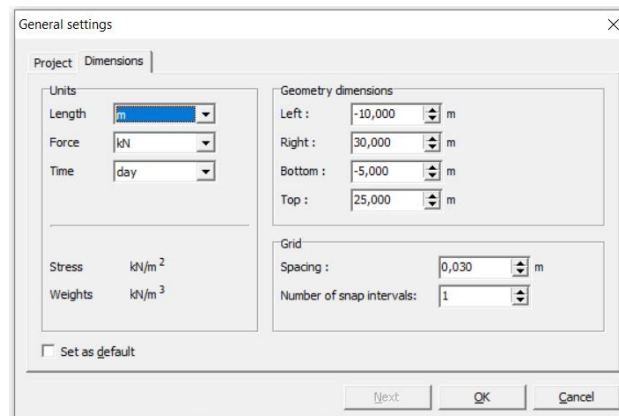 General settings
Project Dimensions
Units
Length m
Force kN
Time day
Stress kN/m 2
Weights kN/m 3
Geometry dimensions
Left : -10,000 m
Right : 30,000 m
Bottom : -5,000 m
Top : 25,000 m
Grid
Spacing : 0,030 m
Number of snap intervals: 1
Set as default
Next OK Cancel